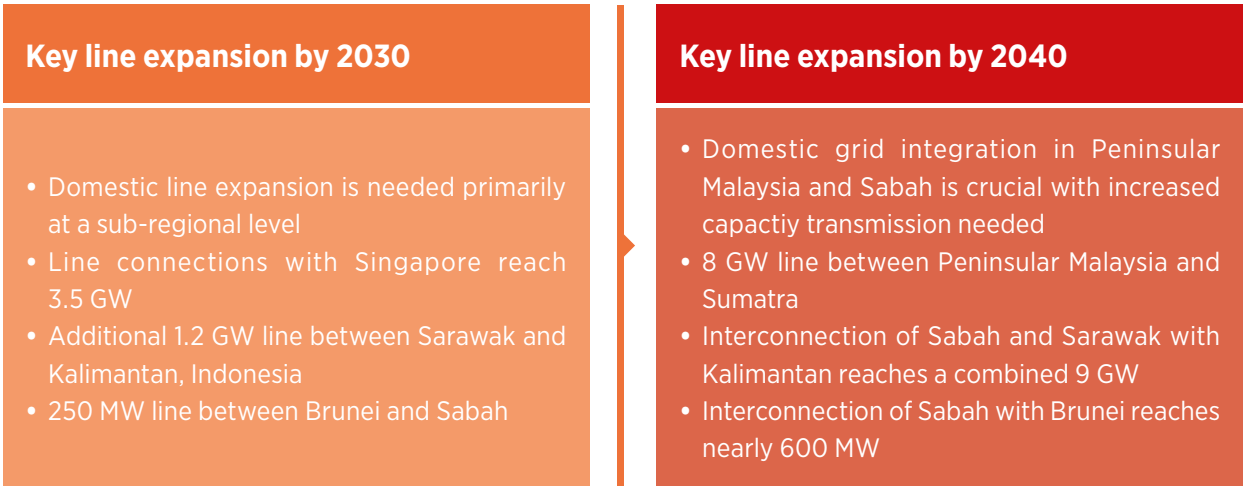 Key line expansion by 2030
• Domestic line expansion is needed primarily
at a sub-regional level
• Line connections with Singapore reach
3.5 GW
• Additional 1.2 GW line between Sarawak and
Kalimantan, Indonesia
• 250 MW line between Brunei and Sabah
Key line expansion by 2040
• Domestic grid integration in Peninsular
Malaysia and Sabah is crucial with increased
capactiy transmission needed
• 8 GW line between Peninsular Malaysia and
Sumatra
• Interconnection of Sabah and Sarawak with
Kalimantan reaches a combined 9 GW
• Interconnection of Sabah with Brunei reaches
nearly 600 MW